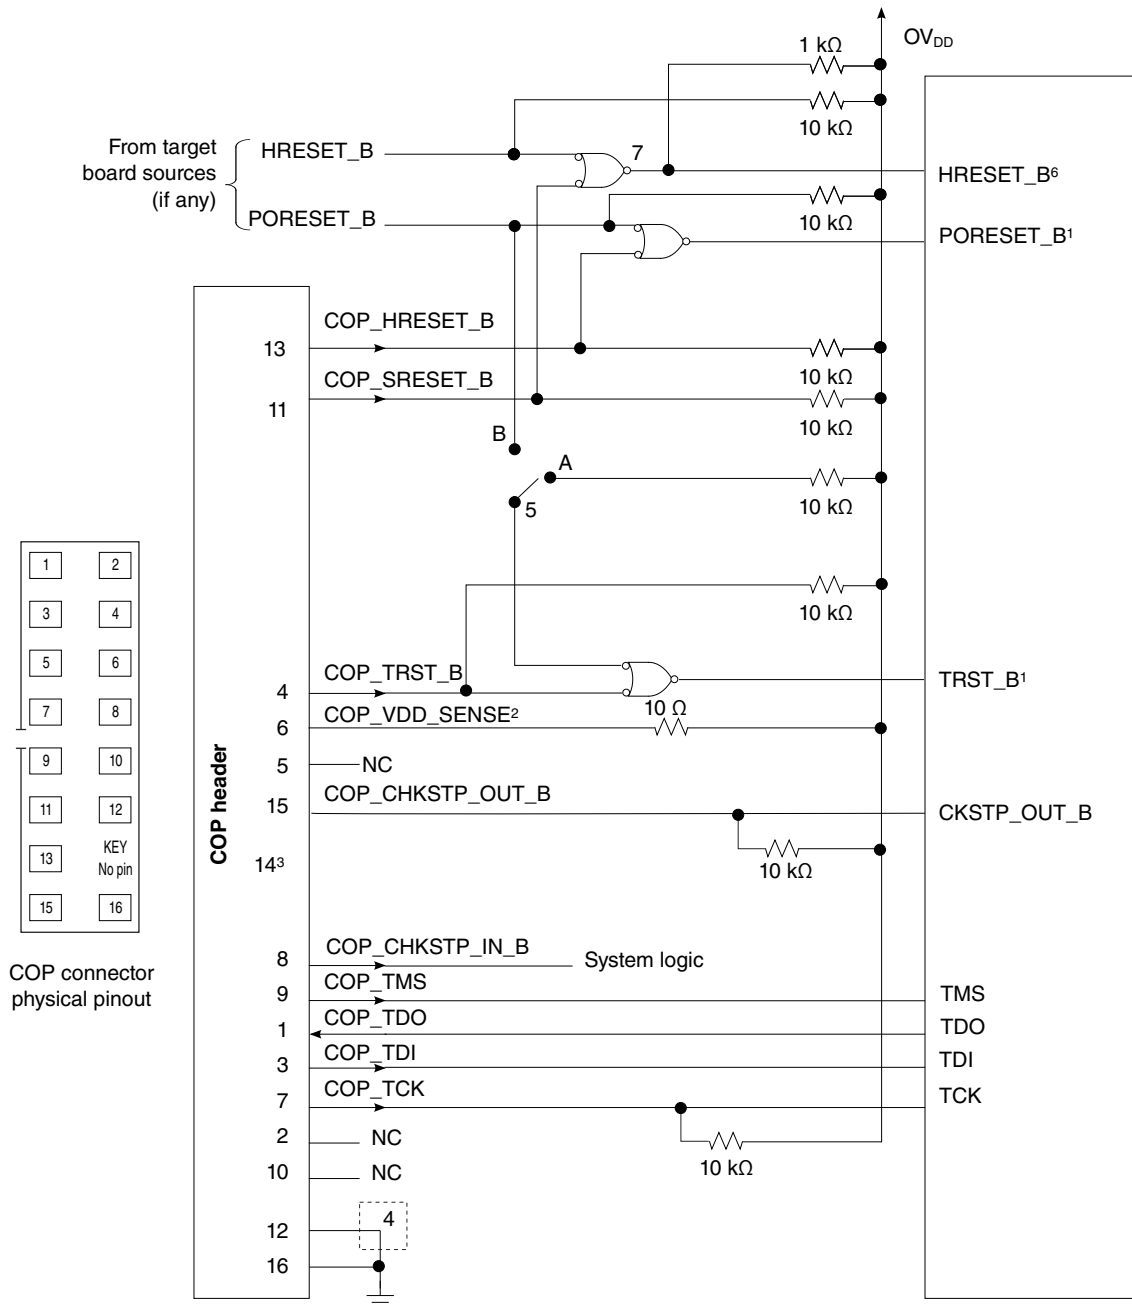 OVDD
1 kΩ
10 kΩ
From target
board sources
(if any)
HRESET_B
7
HRESET_B6
PORESET_B
10 kΩ
PORESET_B1
COP_HRESET_B
13
10 kΩ
COP_SRESET_B
11
10 kΩ
B
A
5
10 kΩ
10 kΩ
COP_TRST_B
4
TRST_B1
10 Ω
COP_VDD_SENSE2
6
5
NC
COP_CHKSTP_OUT_B
15
CKSTP_OUT_B
COP header
143
10 kΩ
COP_CHKSTP_IN_B
8
System logic
COP_TMS
9
TMS
COP_TDO
1
TDO
COP_TDI
3
TDI
COP_TCK
7
TCK
2
NC
10 kΩ
10
NC
4
12
16
1 2
3 4
5 6
7 8
9 10
11 12
13 KEY
No pin
15 16
COP connector
physical pinout